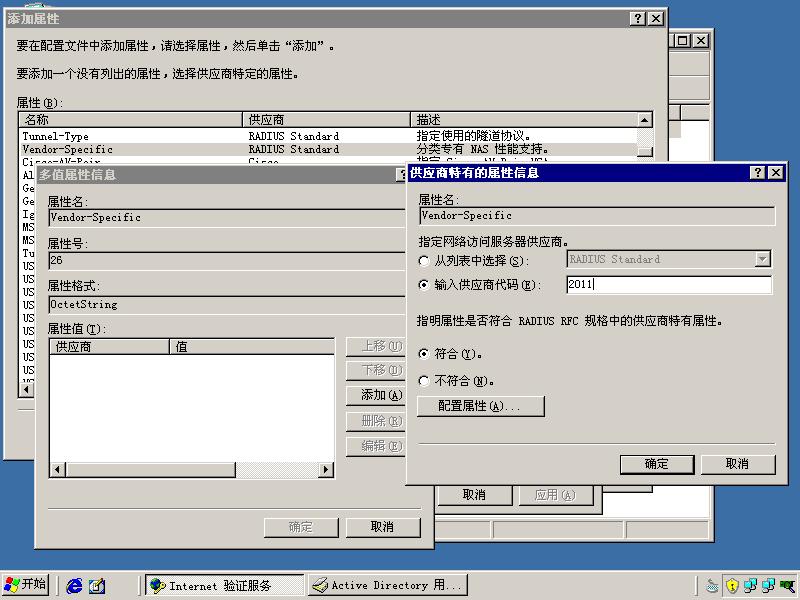 添加属性
要在配置文件中添加属性，请选择属性，然后单击“添加”。
要添加一个没有列出的属性，选择供应商特定的属性。
属性(B):
名称 供应商 描述
Tunnel-Type RADIUS Standard 指定使用的隧道协议。
Vendor-Specific RADIUS Standard 分类专有 NAS 性能支持。
Cisco-AV-Pair Cisco
多值属性信息
属性名:
Vendor-Specific
属性号:
26
属性格式:
OctetString
属性值(T):
供应商 值
上移(U)
下移(D)
添加(A)
删除(R)
编辑(E)
确定 取消
供应商特有的属性信息
属性名:
Vendor-Specific
指定网络访问服务器供应商。
从列表中选择(S): RADIUS Standard
输入供应商代码(E): 2011
指明属性是否符合 RADIUS RFC 规格中的供应商特有属性。
符合(Y)。
不符合(N)。
配置属性(A)...
确定 取消
取消 应用(A)
开始 Internet 验证服务 Active Directory 用...